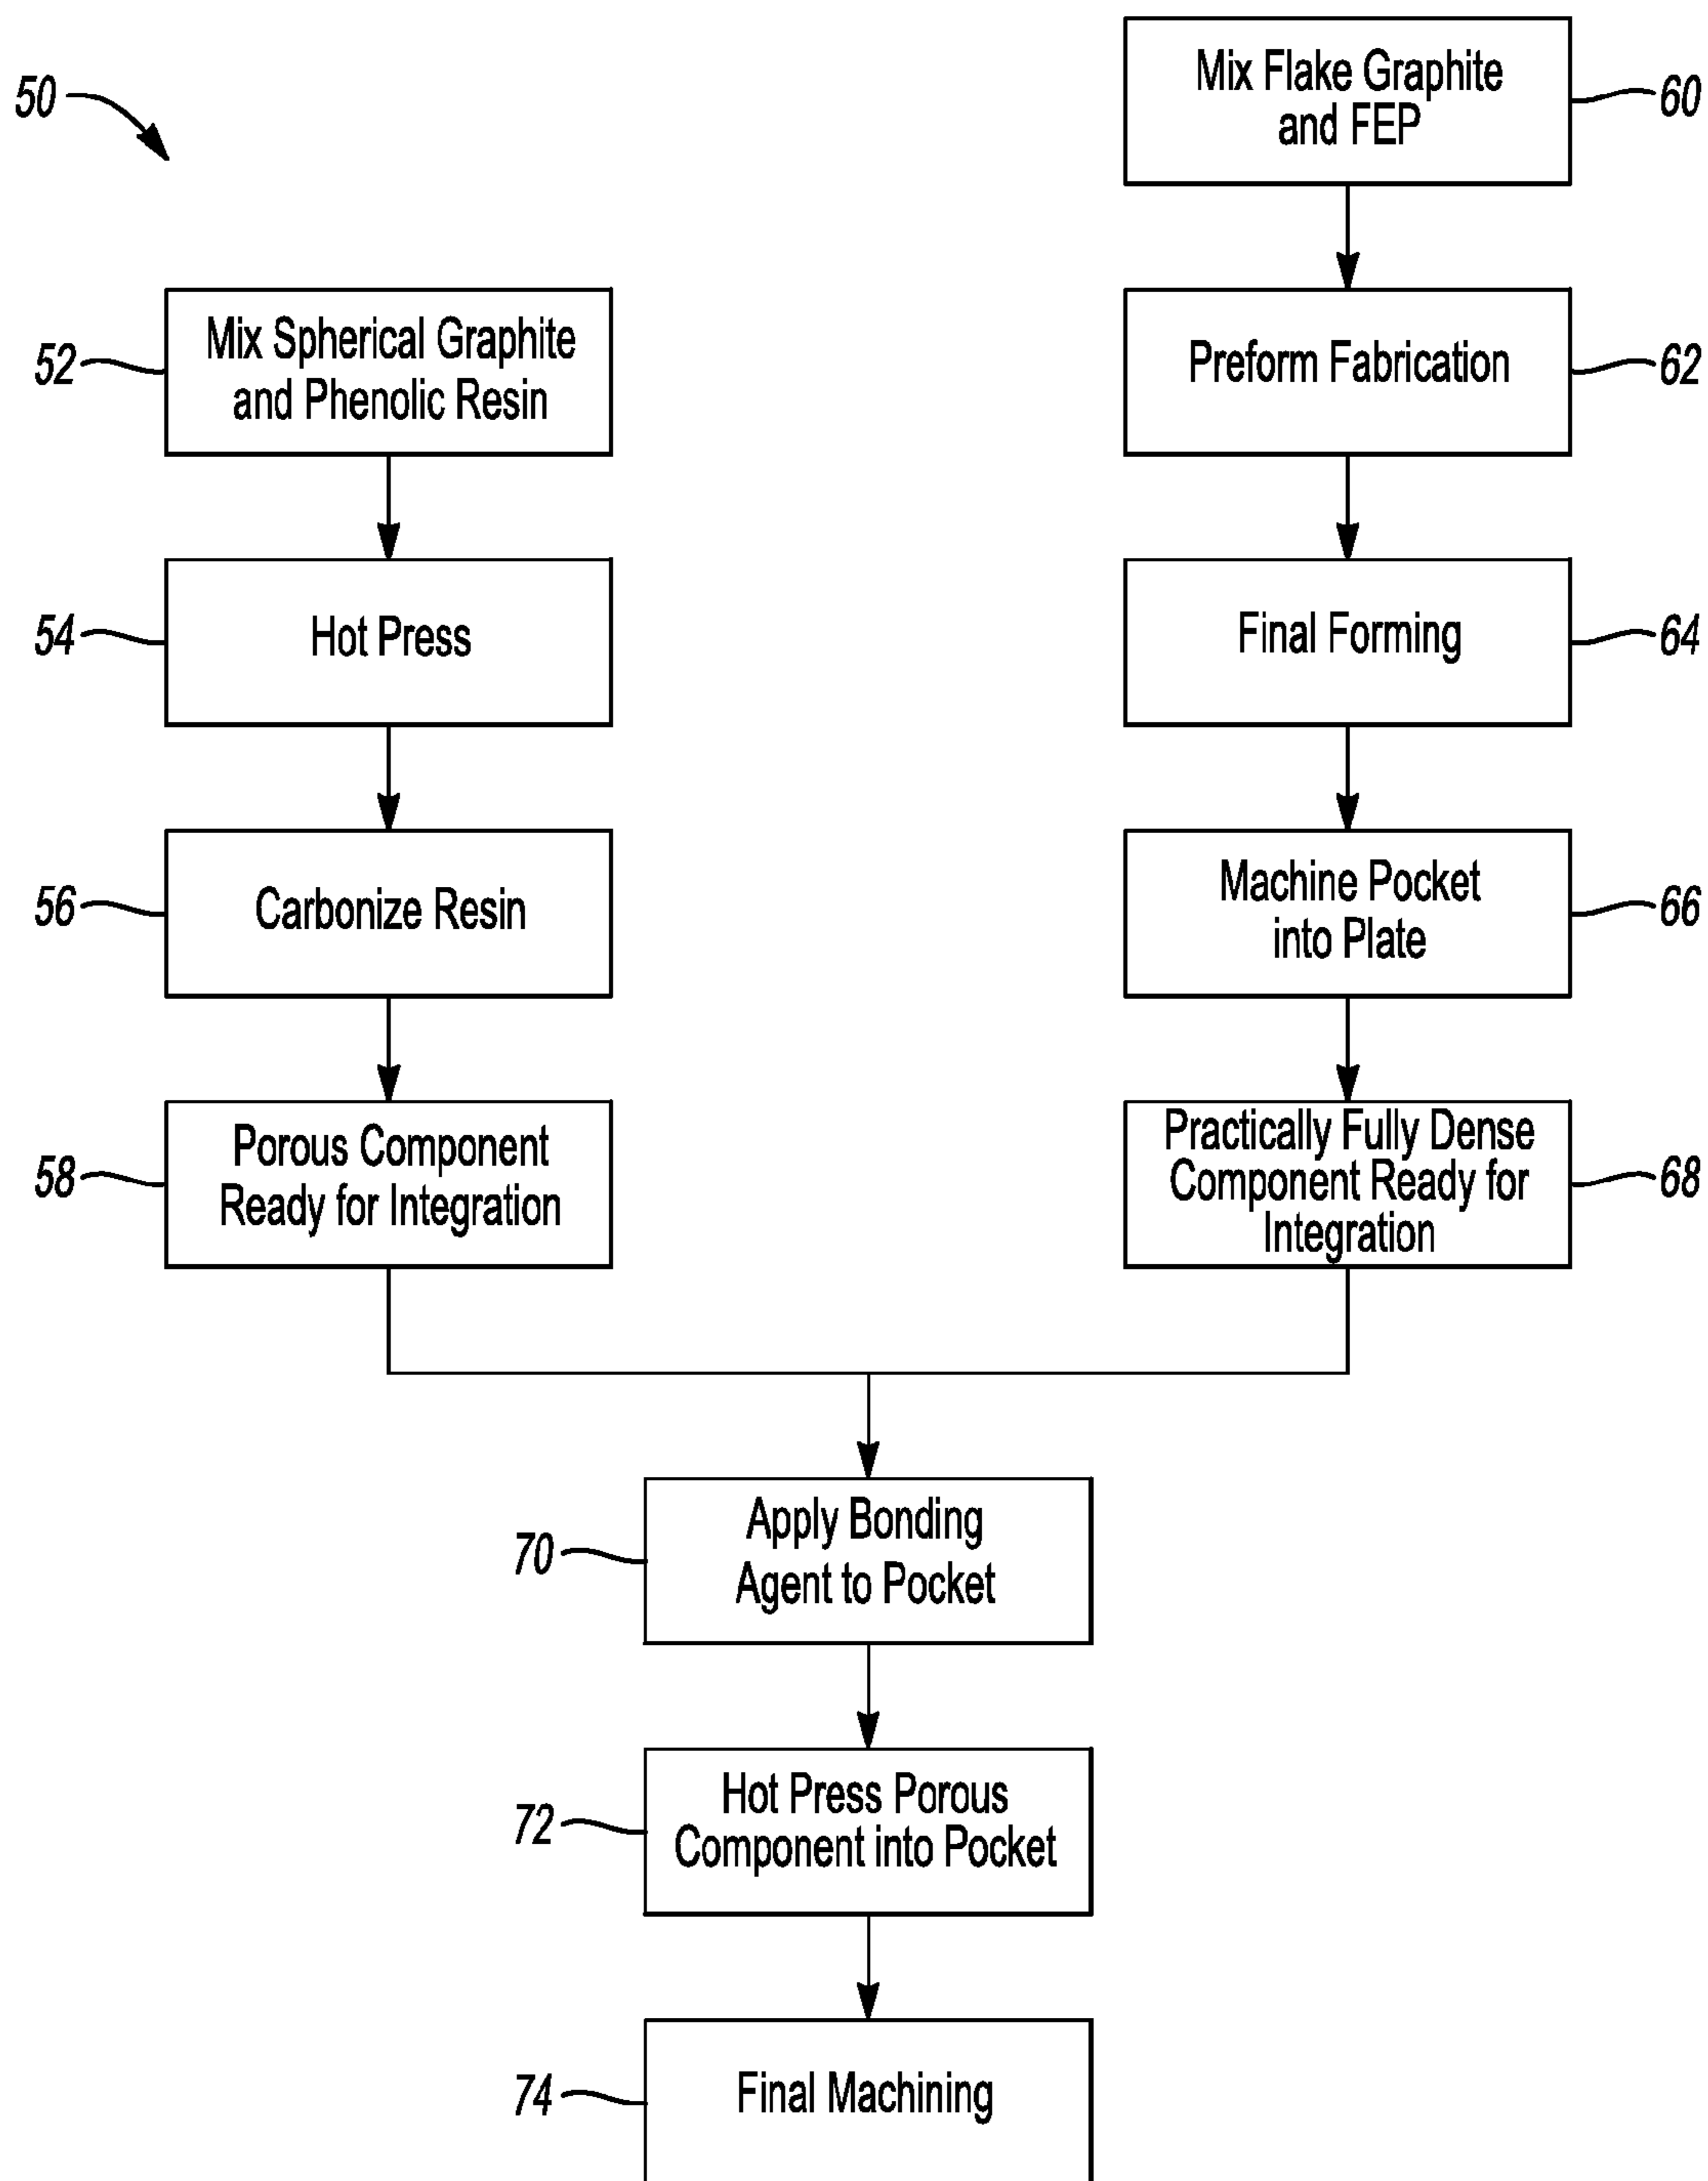 50
Mix Flake Graphite
and FEP
60
52
Mix Spherical Graphite
and Phenolic Resin
Preform Fabrication
62
54
Hot Press
Final Forming
64
56
Carbonize Resin
Machine Pocket
into Plate
66
58
Porous Component
Ready for Integration
Practically Fully Dense
Component Ready for
Integration
68
70
Apply Bonding
Agent to Pocket
72
Hot Press Porous
Component into Pocket
74
Final Machining